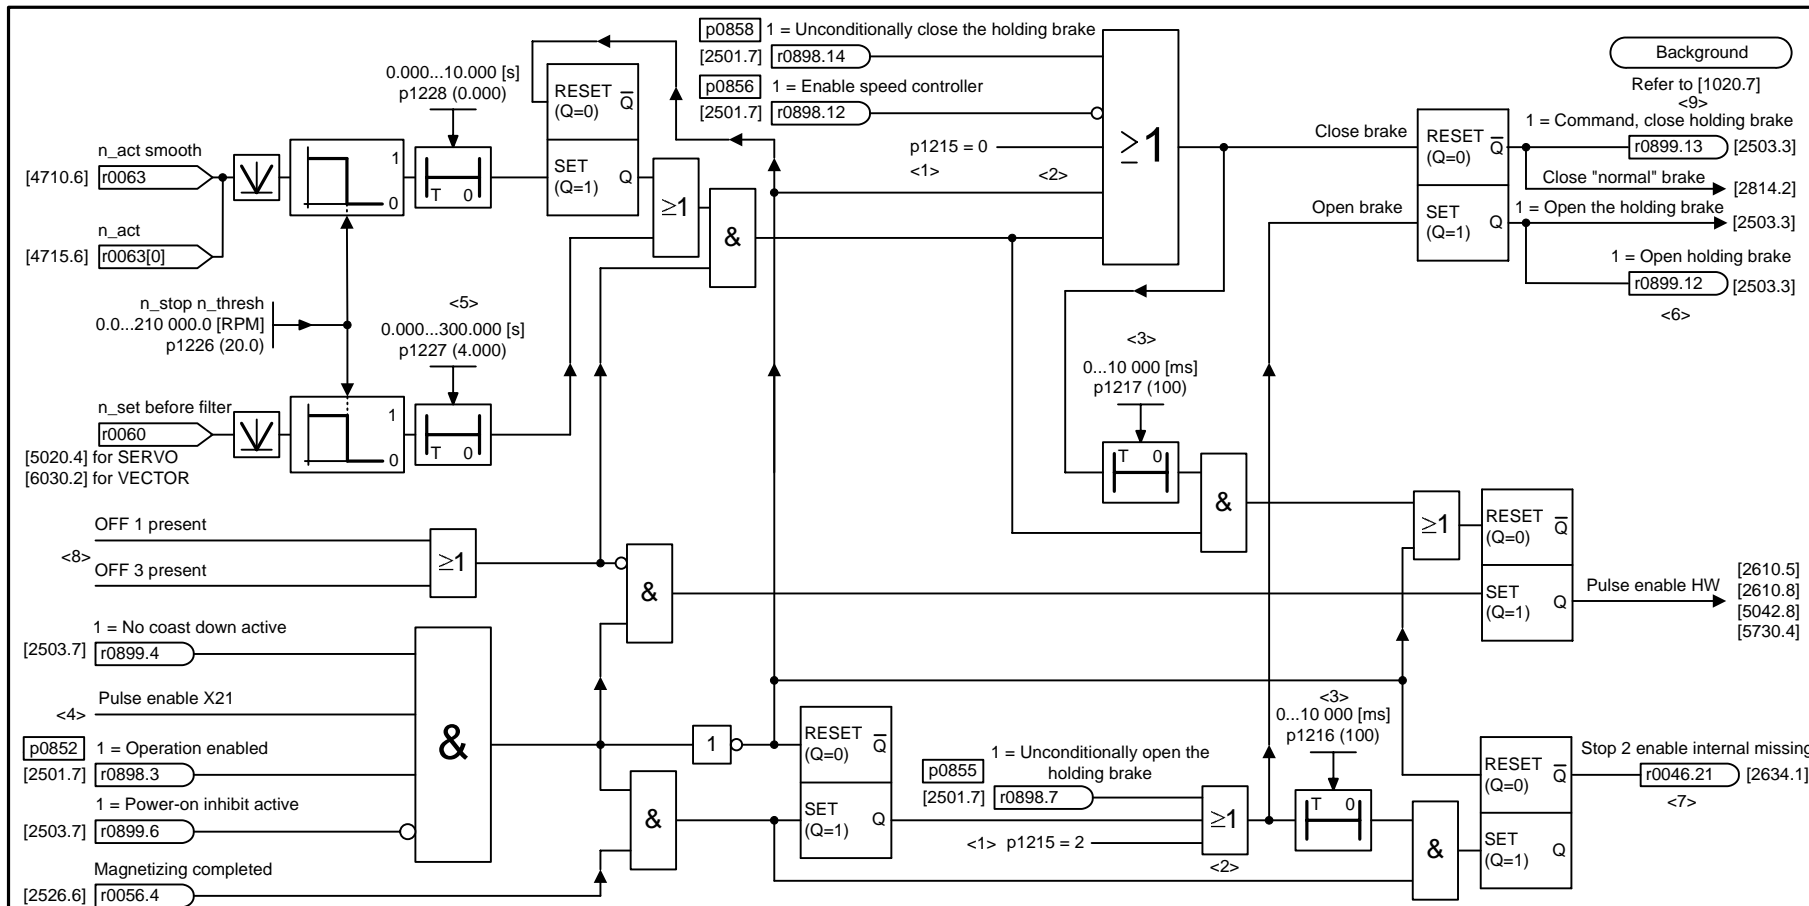 p0858 1 = Unconditionally close the holding brake
[2501.7] r0898.14
p0856 1 = Enable speed controller
[2501.7] r0898.12
p1215 = 0
<1>
<2>
≥1
Background
Refer to [1020.7]
<9>
1 = Command, close holding brake
r0899.13 [2503.3]
Close "normal" brake
[2814.2]
1 = Open the holding brake
[2503.3]
1 = Open holding brake
r0899.12 [2503.3]
<6>
Close brake
RESET
(Q=0)
Q
Open brake
SET
(Q=1)
Q
0.000...10.000 [s]
p1228 (0.000)
RESET
(Q=0)
Q
SET
(Q=1)
Q
n_act smooth
[4710.6] r0063
1
0
T 0
≥1
&
n_act
[4715.6] r0063[0]
n_stop n_thresh
0.0...210 000.0 [RPM]
p1226 (20.0)
<5>
0.000...300.000 [s]
p1227 (4.000)
n_set before filter
r0060
1
0
T 0
[5020.4] for SERVO
[6030.2] for VECTOR
<3>
0...10 000 [ms]
p1217 (100)
T 0
&
≥1
RESET
(Q=0)
Q
SET
(Q=1)
Q
Pulse enable HW
[2610.5]
[2610.8]
[5042.8]
[5730.4]
OFF 1 present
<8>
OFF 3 present
≥1
&
1 = No coast down active
[2503.7] r0899.4
Pulse enable X21
<4>
p0852 1 = Operation enabled
[2501.7] r0898.3
1 = Power-on inhibit active
[2503.7] r0899.6
Magnetizing completed
[2526.6] r0056.4
&
1
&
RESET
(Q=0)
Q
SET
(Q=1)
Q
1 = Unconditionally open the
holding brake
p0855
[2501.7] r0898.7
<1> p1215 = 2
≥1
<2>
<3>
0...10 000 [ms]
p1216 (100)
T 0
&
RESET
(Q=0)
Q
SET
(Q=1)
Q
Stop 2 enable internal missing
r0046.21 [2634.1]
<7>